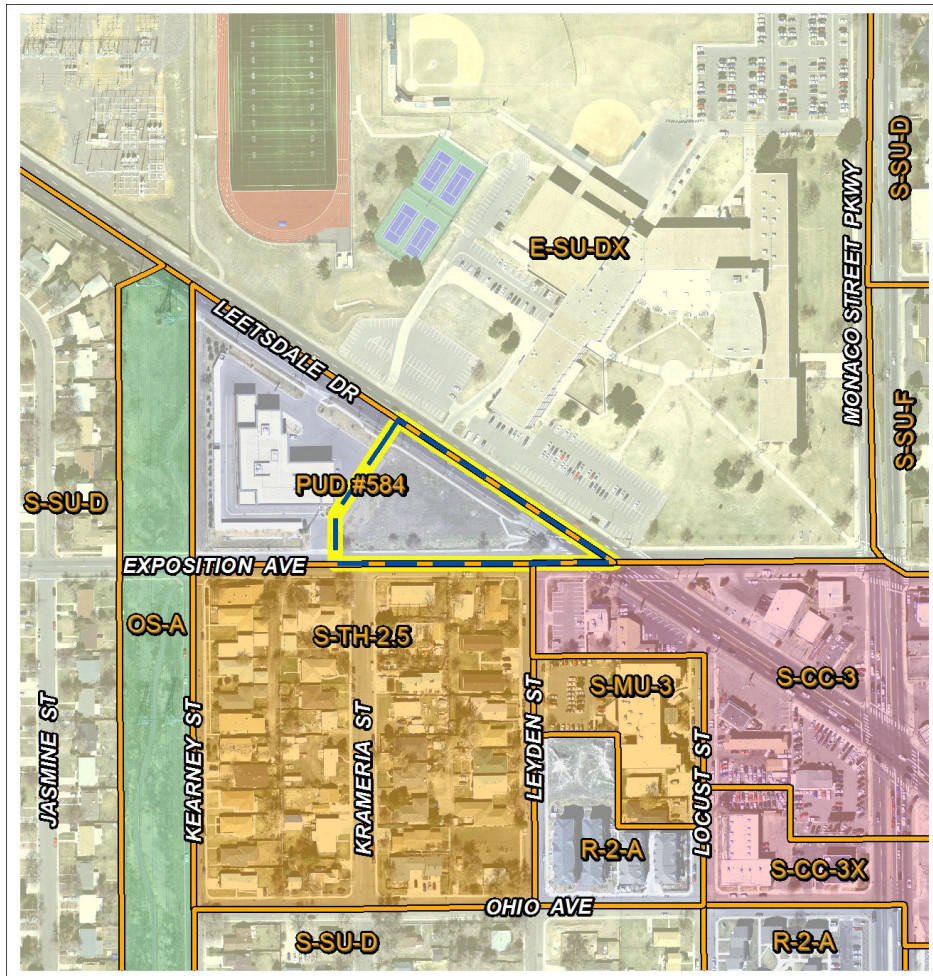 S-SU-D
MONACO STREET PKWY
E-SU-DX
LEETSDALE DR
S-SU-F
PUD #584
S-SU-D
EXPOSITION AVE
OS-A
S-TH-2.5
S-MU-3
S-CC-3
JASMINE ST
KEARNEY ST
KRAMERIA ST
LEYDEN ST
LOCUST ST
R-2-A
S-CC-3X
OHIO AVE
S-SU-D
R-2-A